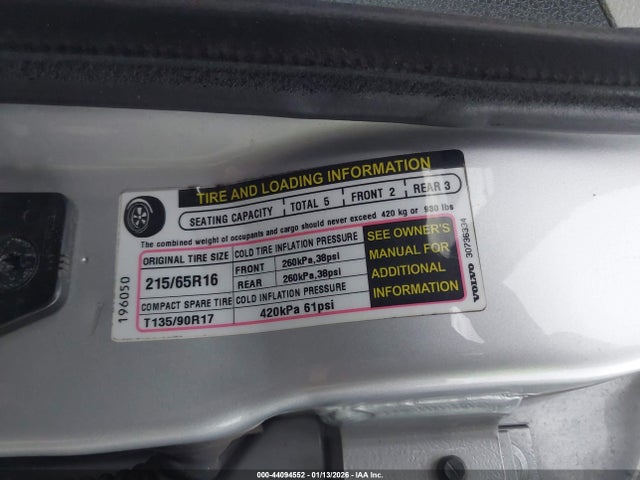 TIRE AND LOADING INFORMATION
SEATING CAPACITY TOTAL 5 FRONT 2 REAR 3
The combined weight of occupants and cargo should never exceed 420 kg or 930 lbs
ORIGINAL TIRE SIZE COLD TIRE INFLATION PRESSURE
215/65R16
FRONT 260kPa,38psi
REAR 260kPa,38psi
COMPACT SPARE TIRE COLD INFLATION PRESSURE
T135/90R17 420kPa 61psi
SEE OWNER'S
MANUAL FOR
ADDITIONAL
INFORMATION
196050
VOLVO 30736334
000-44094552 | 01/13/2026 | IAA Inc.